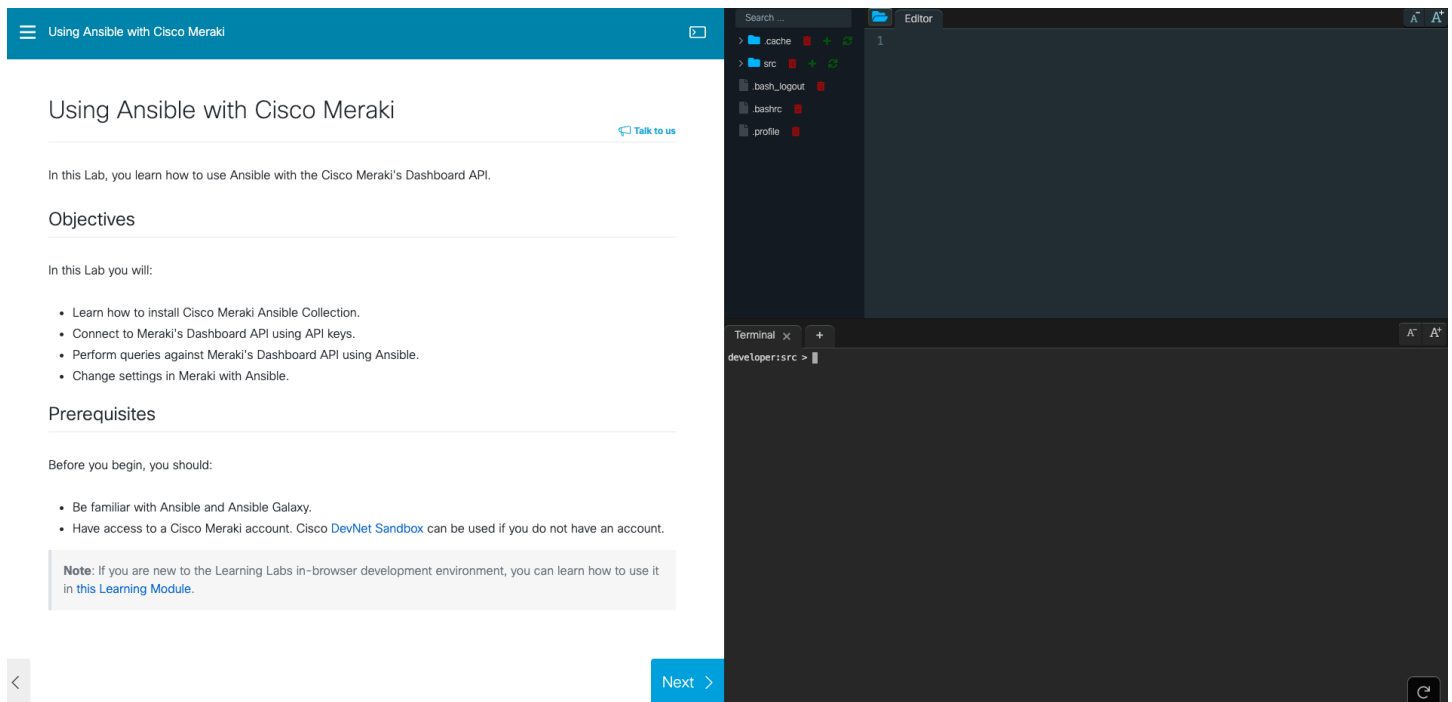 Using Ansible with Cisco Meraki
Using Ansible with Cisco Meraki
Talk to us
In this Lab, you learn how to use Ansible with the Cisco Meraki's Dashboard API.
Objectives
In this Lab you will:
• Learn how to install Cisco Meraki Ansible Collection.
• Connect to Meraki's Dashboard API using API keys.
• Perform queries against Meraki's Dashboard API using Ansible.
• Change settings in Meraki with Ansible.
Prerequisites
Before you begin, you should:
• Be familiar with Ansible and Ansible Galaxy.
• Have access to a Cisco Meraki account. Cisco DevNet Sandbox can be used if you do not have an account.
Note: If you are new to the Learning Labs in-browser development environment, you can learn how to use it
in this Learning Module.
Next
Search ...
.cache
src
.bash_logout
.bashrc
.profile
Editor
A- A+
1
Terminal × +
A- A+
developer:src >